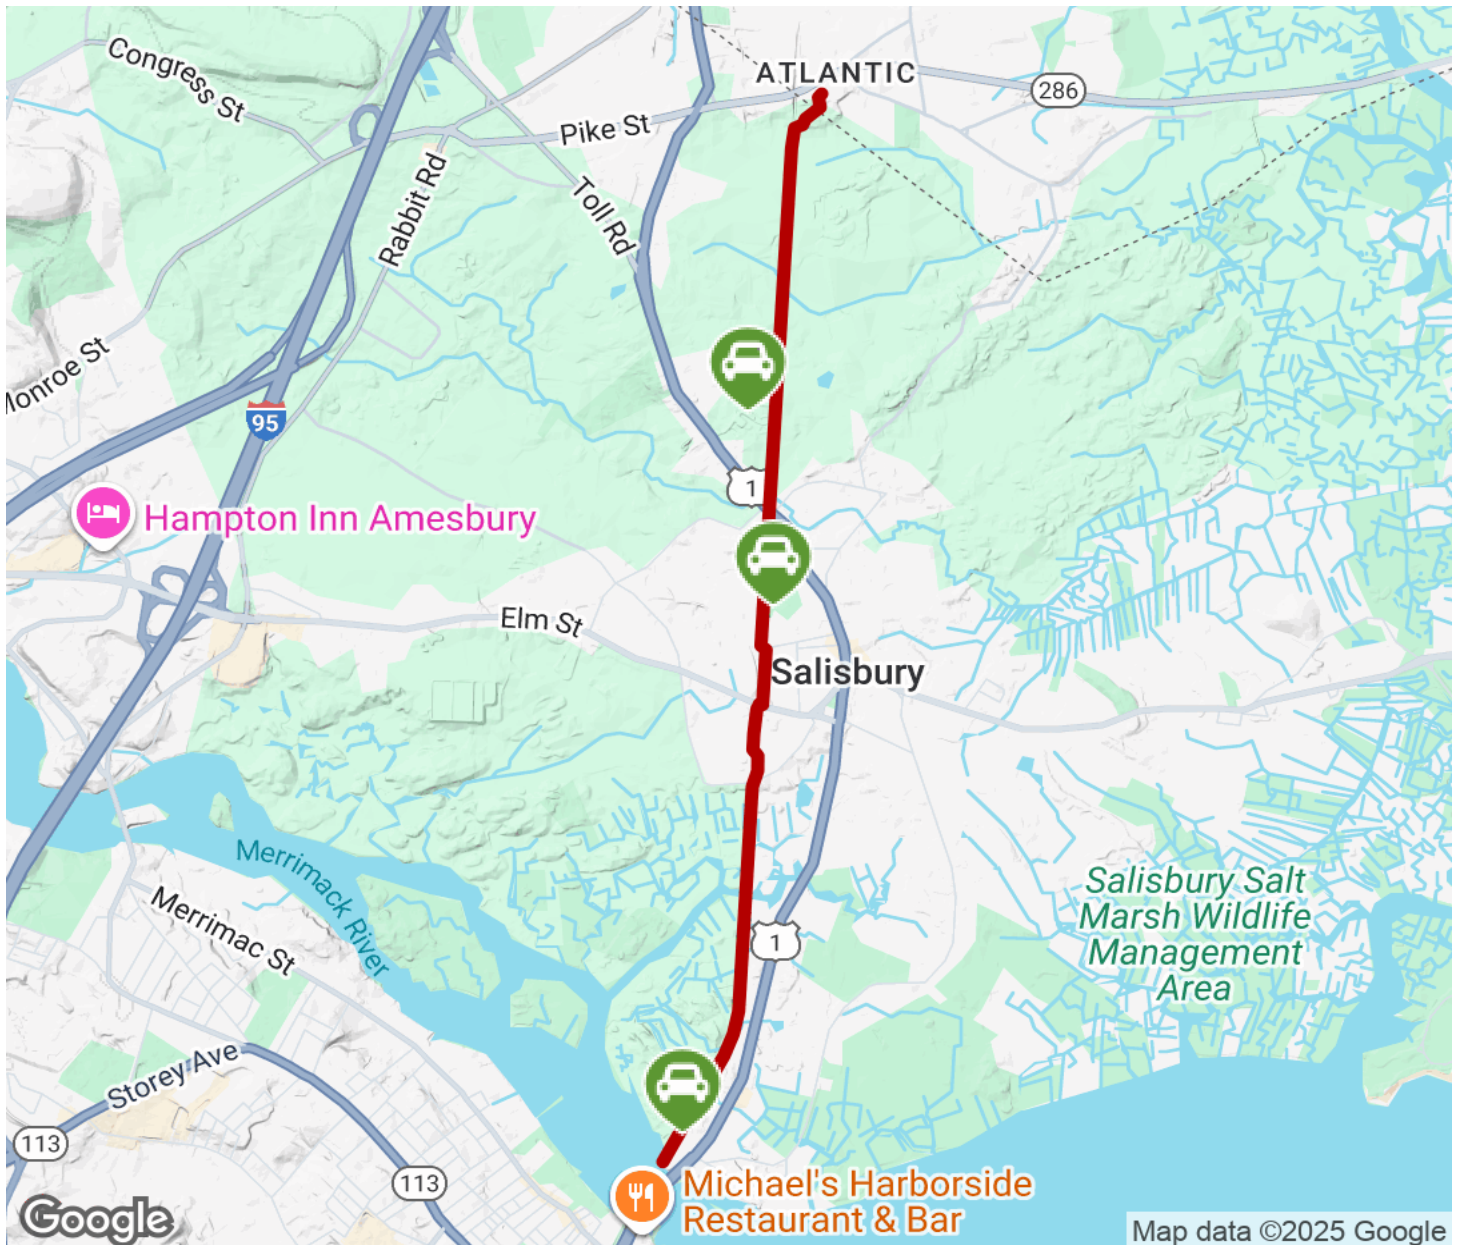 Congress St
ATLANTIC
286
Pike St
Rabbit Rd
Toll Rd
Monroe St
95
1
Hampton Inn Amesbury
Elm St
Salisbury
Merrimack River
Merrimac St
Salisbury Salt
Marsh Wildlife
Management
Area
1
Storey Ave
113
113
Michael's Harborside
Restaurant & Bar
Google
Map data ©2025 Google